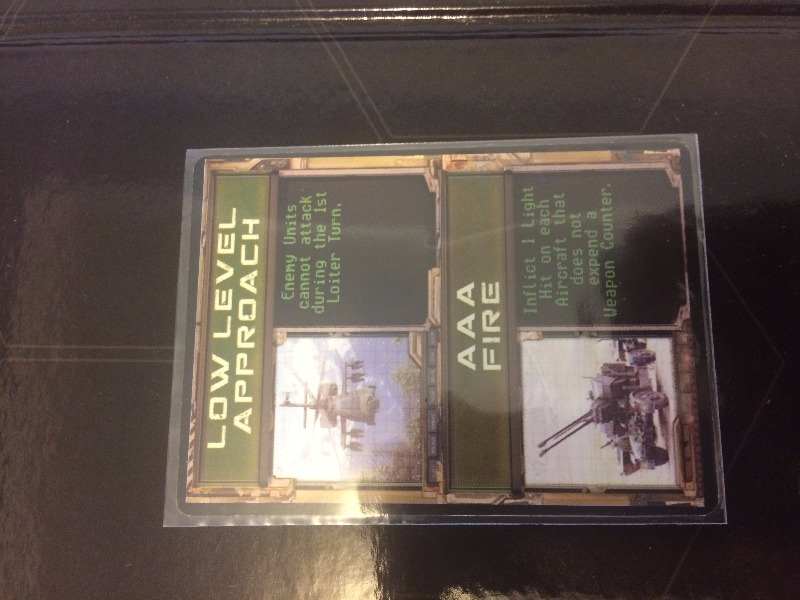 LOW LEVEL
APPROACH
Enemy Units
cannot attack
during the 1st
Loiter Turn.
AAA
FIRE
Inflict 1 Light
Hit on each
Aircraft that
does not
expend a
Weapon Counter.